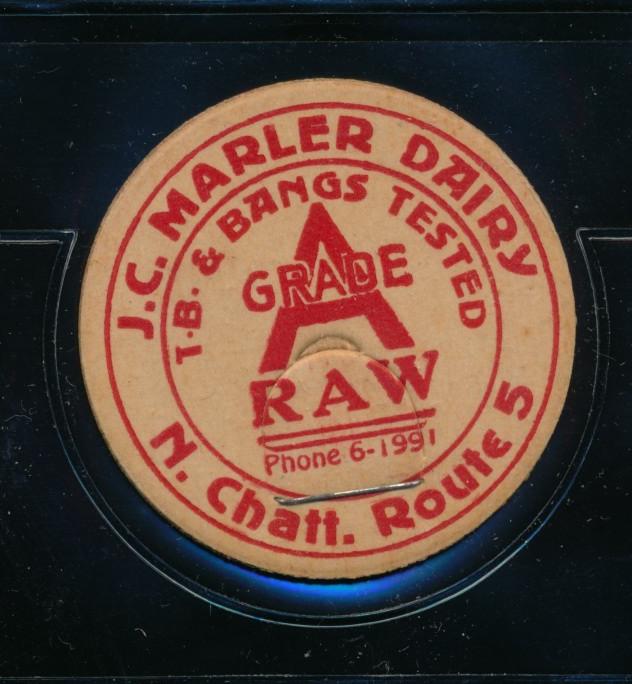 J.C. MARLER DAIRY
T.B. & BANGS TESTED
A
GRADE
RAW
Phone 6-1991
N. Chatt. Route 5